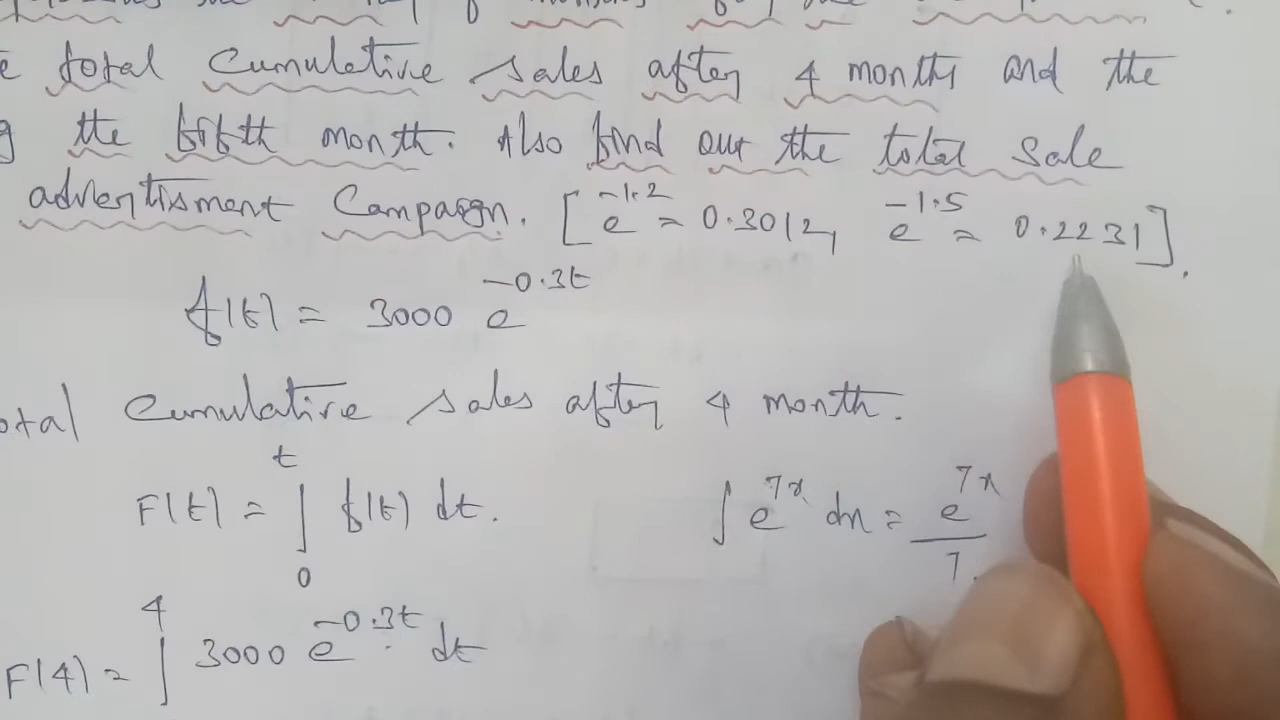 total cumulative sales after 4 months and the
the fifth month. Also find out the total sale
advertisment campaign. [e^-1.2 = 0.3012, e^-1.5 = 0.2231].
f(t) = 3000 e^-0.3t
otal cumulative sales after 4 month.
F(t) = ∫_0^t f(t) dt. ∫ e^7x dx = e^7x / 7.
F(4) = ∫^4 3000 e^-0.3t dt